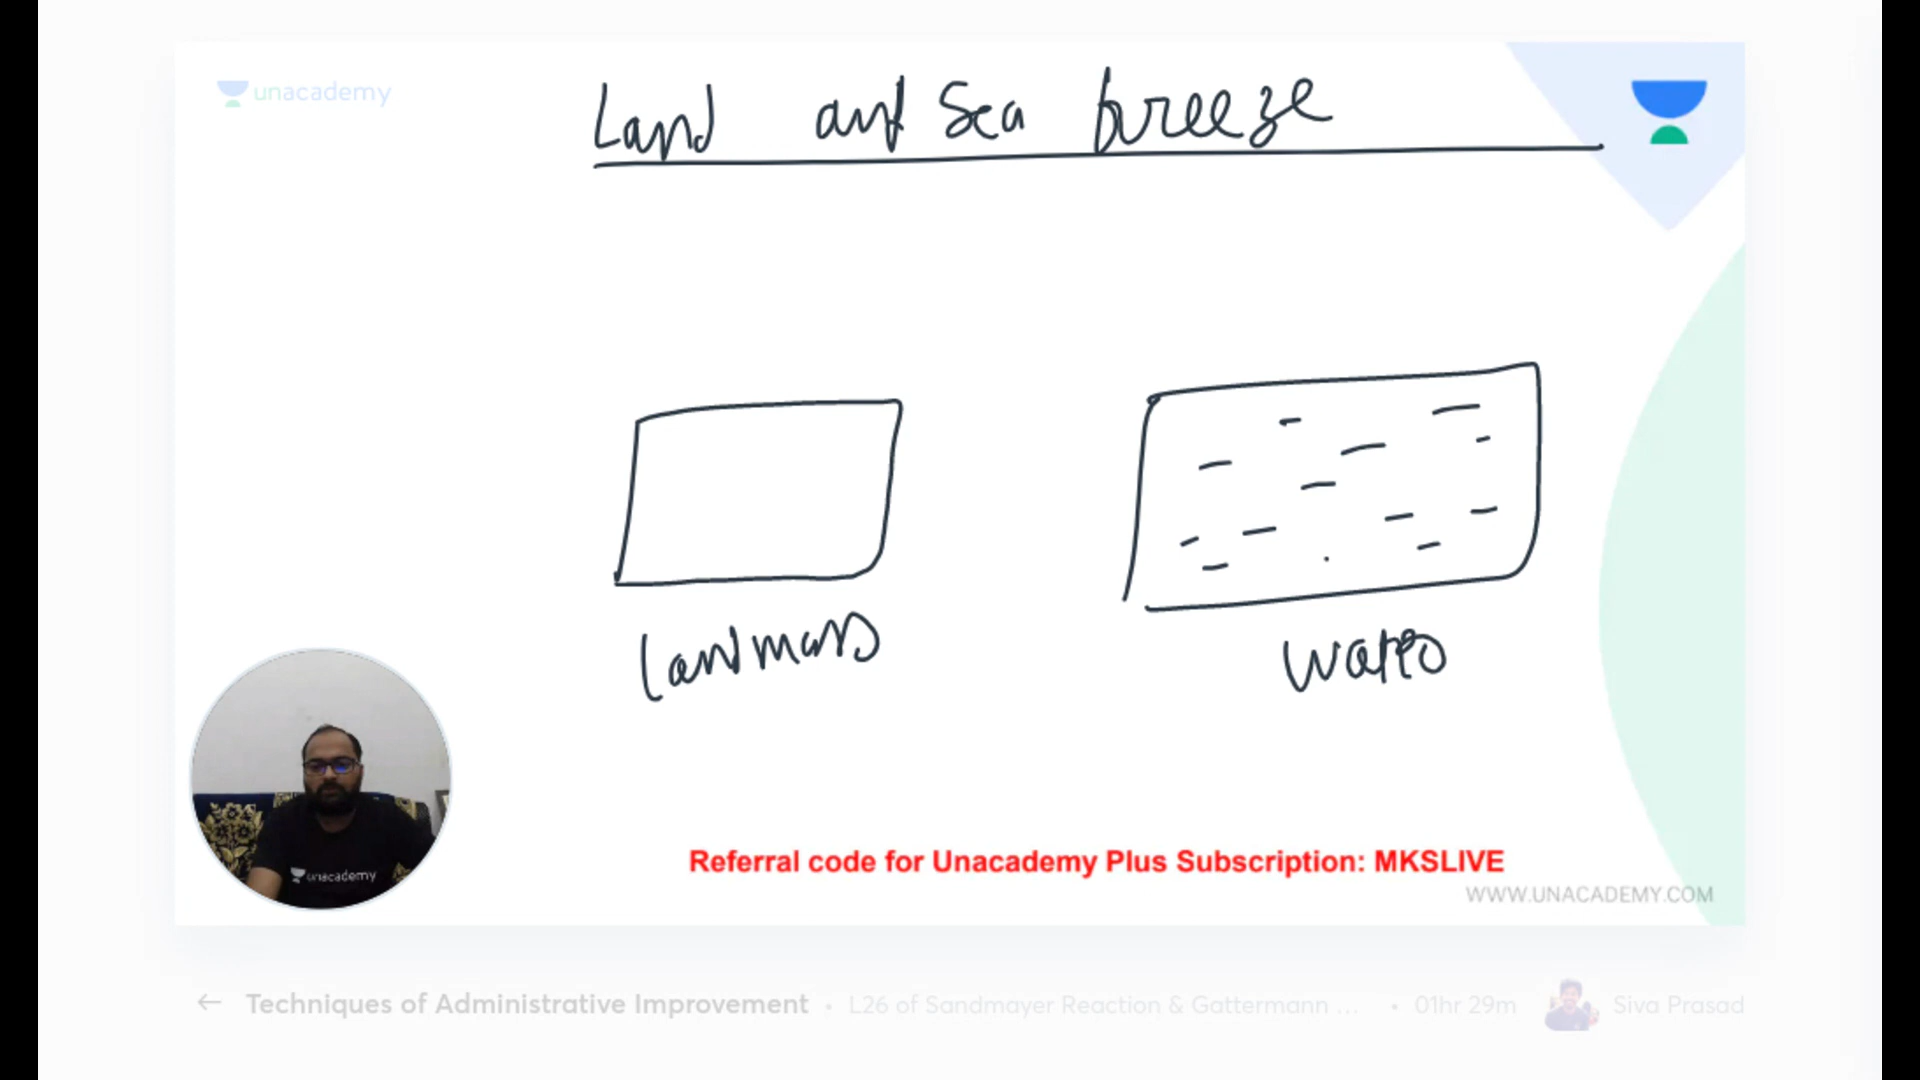 unacademy
Land and Sea breeze
landmass
water
unacademy
Referral code for Unacademy Plus Subscription: MKSLIVE
WWW.UNACADEMY.COM
← Techniques of Administrative Improvement • L26 of Sandmayer Reaction & Gattermann ... • 01hr 29m Siva Prasad